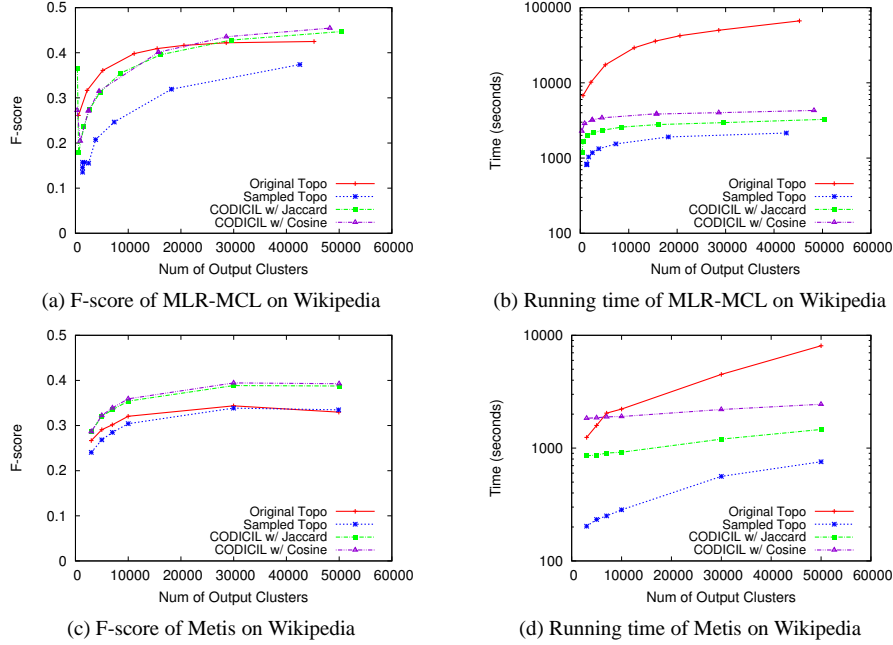 0.5
0.4
0.3
0.2
0.1
0
F-score
Original Topo
Sampled Topo
CODICIL w/ Jaccard
CODICIL w/ Cosine
0 10000 20000 30000 40000 50000 60000
Num of Output Clusters
(a) F-score of MLR-MCL on Wikipedia
100000
10000
1000
100
Time (seconds)
Original Topo
Sampled Topo
CODICIL w/ Jaccard
CODICIL w/ Cosine
0 10000 20000 30000 40000 50000 60000
Num of Output Clusters
(b) Running time of MLR-MCL on Wikipedia
0.5
0.4
0.3
0.2
0.1
0
F-score
Original Topo
Sampled Topo
CODICIL w/ Jaccard
CODICIL w/ Cosine
0 10000 20000 30000 40000 50000 60000
Num of Output Clusters
(c) F-score of Metis on Wikipedia
10000
1000
100
Time (seconds)
Original Topo
Sampled Topo
CODICIL w/ Jaccard
CODICIL w/ Cosine
0 10000 20000 30000 40000 50000 60000
Num of Output Clusters
(d) Running time of Metis on Wikipedia